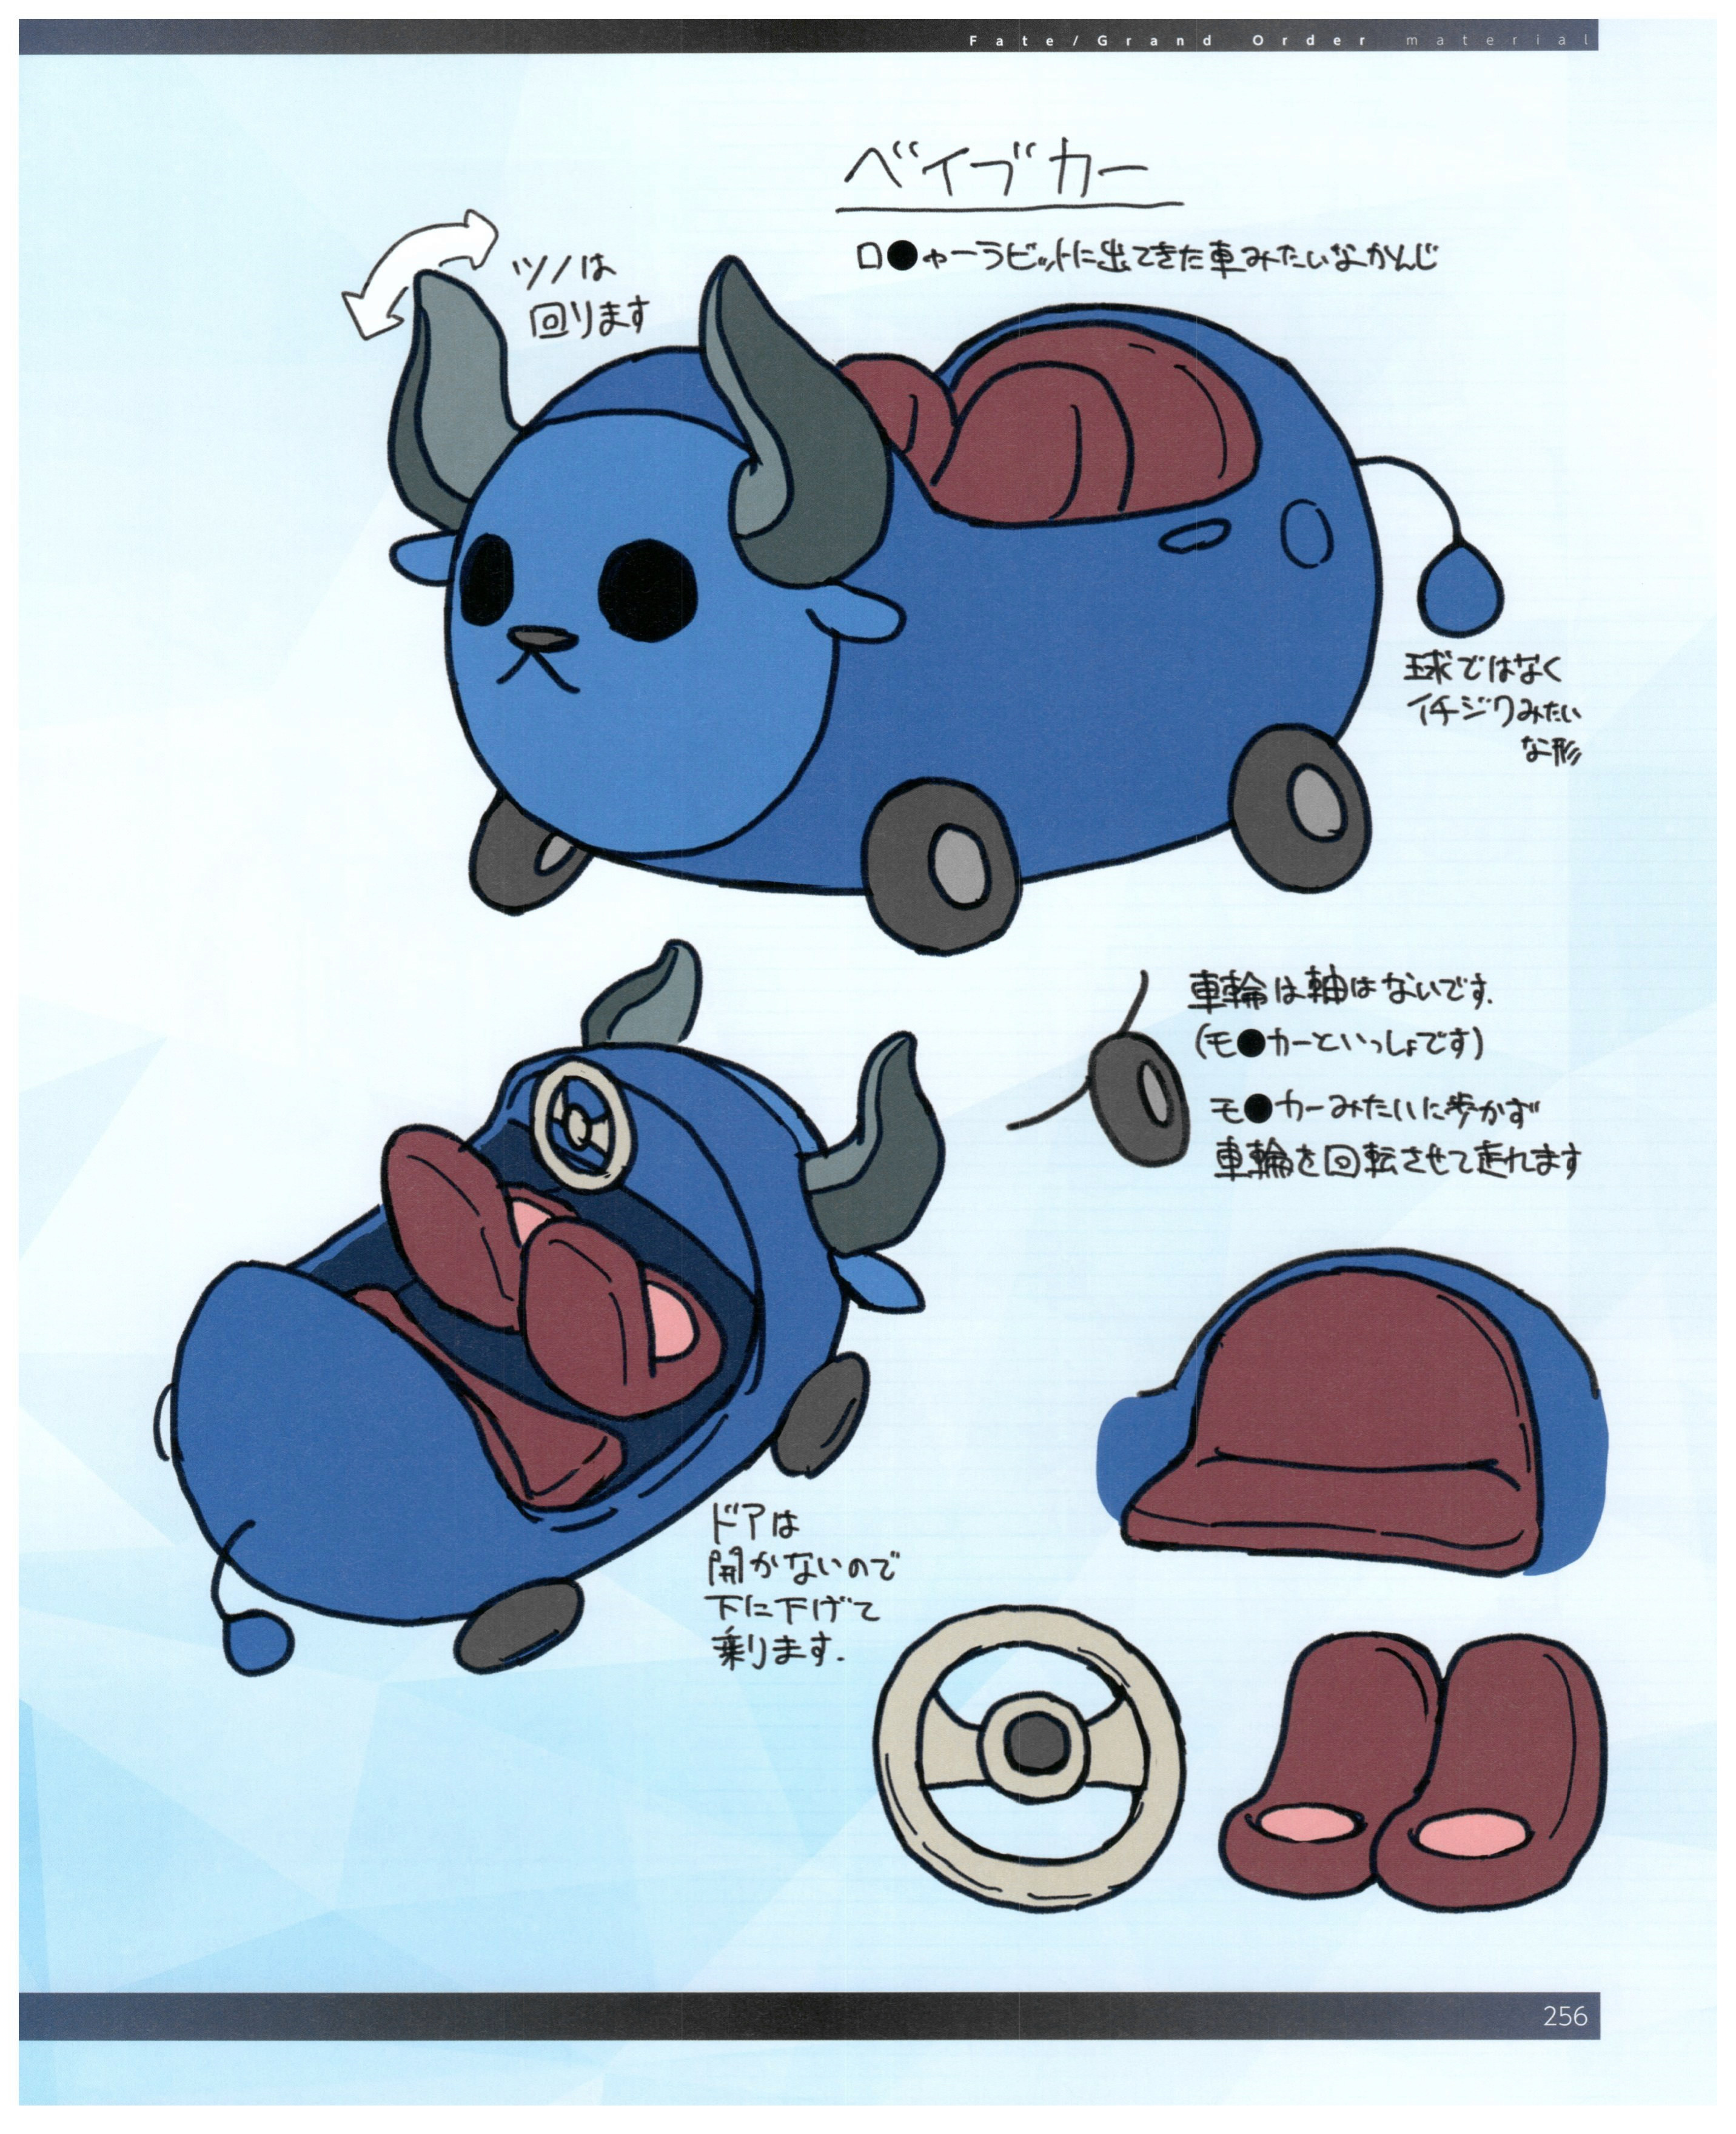 Fate/Grand Order material
ベイブカー
ロ●ャーラビットに出てきた車みたいなかんじ
ツノは
回ります
球ではなく
イチジクみたい
な形
車輪は軸はないです.
(モ●カーといっしょです)
モ●カーみたいに歩かず
車輪を回転させて走れます
ドアは
開かないので
下に下げて
乗ります.
256